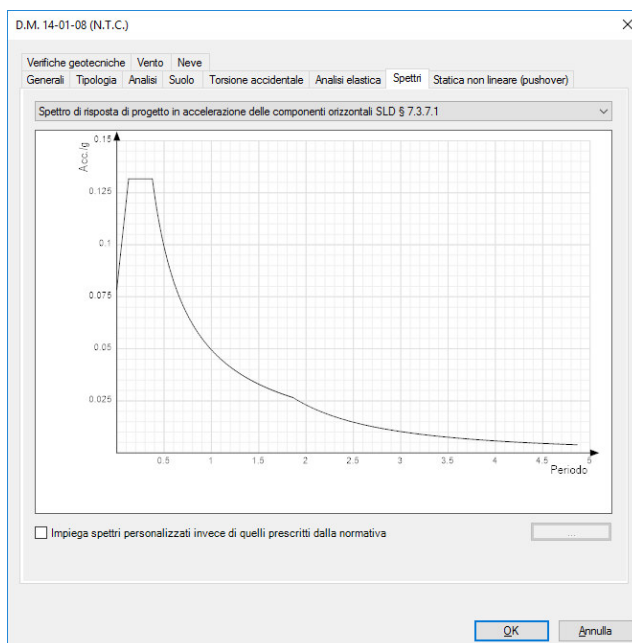 D.M. 14-01-08 (N.T.C.)
Verifiche geotecniche Vento Neve
Generali Tipologia Analisi Suolo Torsione accidentale Analisi elastica Spettri Statica non lineare (pushover)
Spettro di risposta di progetto in accelerazione delle componenti orizzontali SLD § 7.3.7.1
Acc./g
0.15
0.125
0.1
0.075
0.05
0.025
0.5 1 1.5 2 2.5 3 3.5 4 4.5 5
Periodo
Impiega spettri personalizzati invece di quelli prescritti dalla normativa
...
OK Annulla